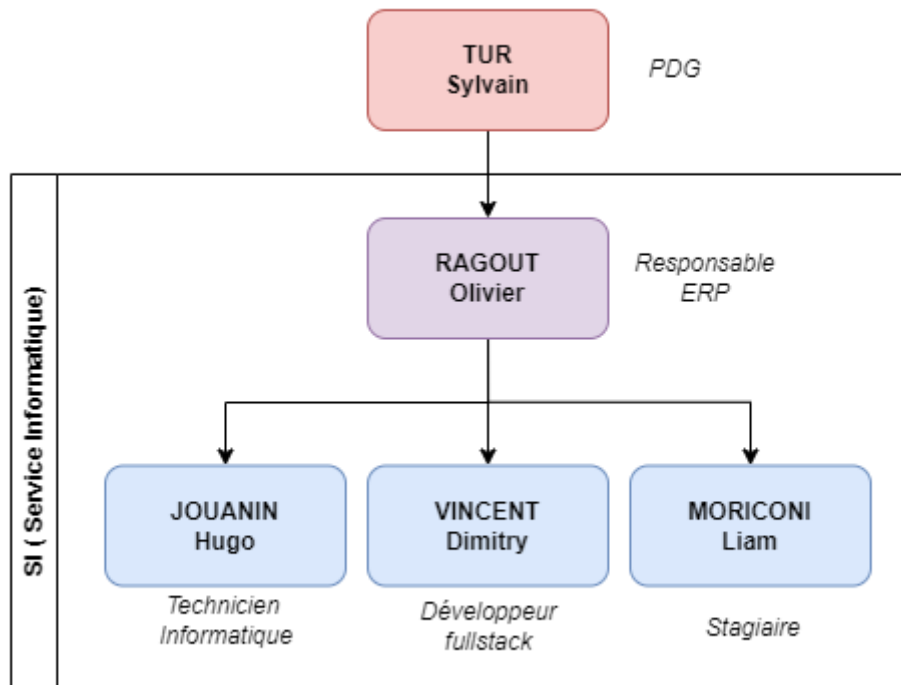 TUR
Sylvain
PDG
SI ( Service Informatique)
RAGOUT
Olivier
Responsable
ERP
JOUANIN
Hugo
VINCENT
Dimitry
MORICONI
Liam
Technicien
Informatique
Développeur
fullstack
Stagiaire